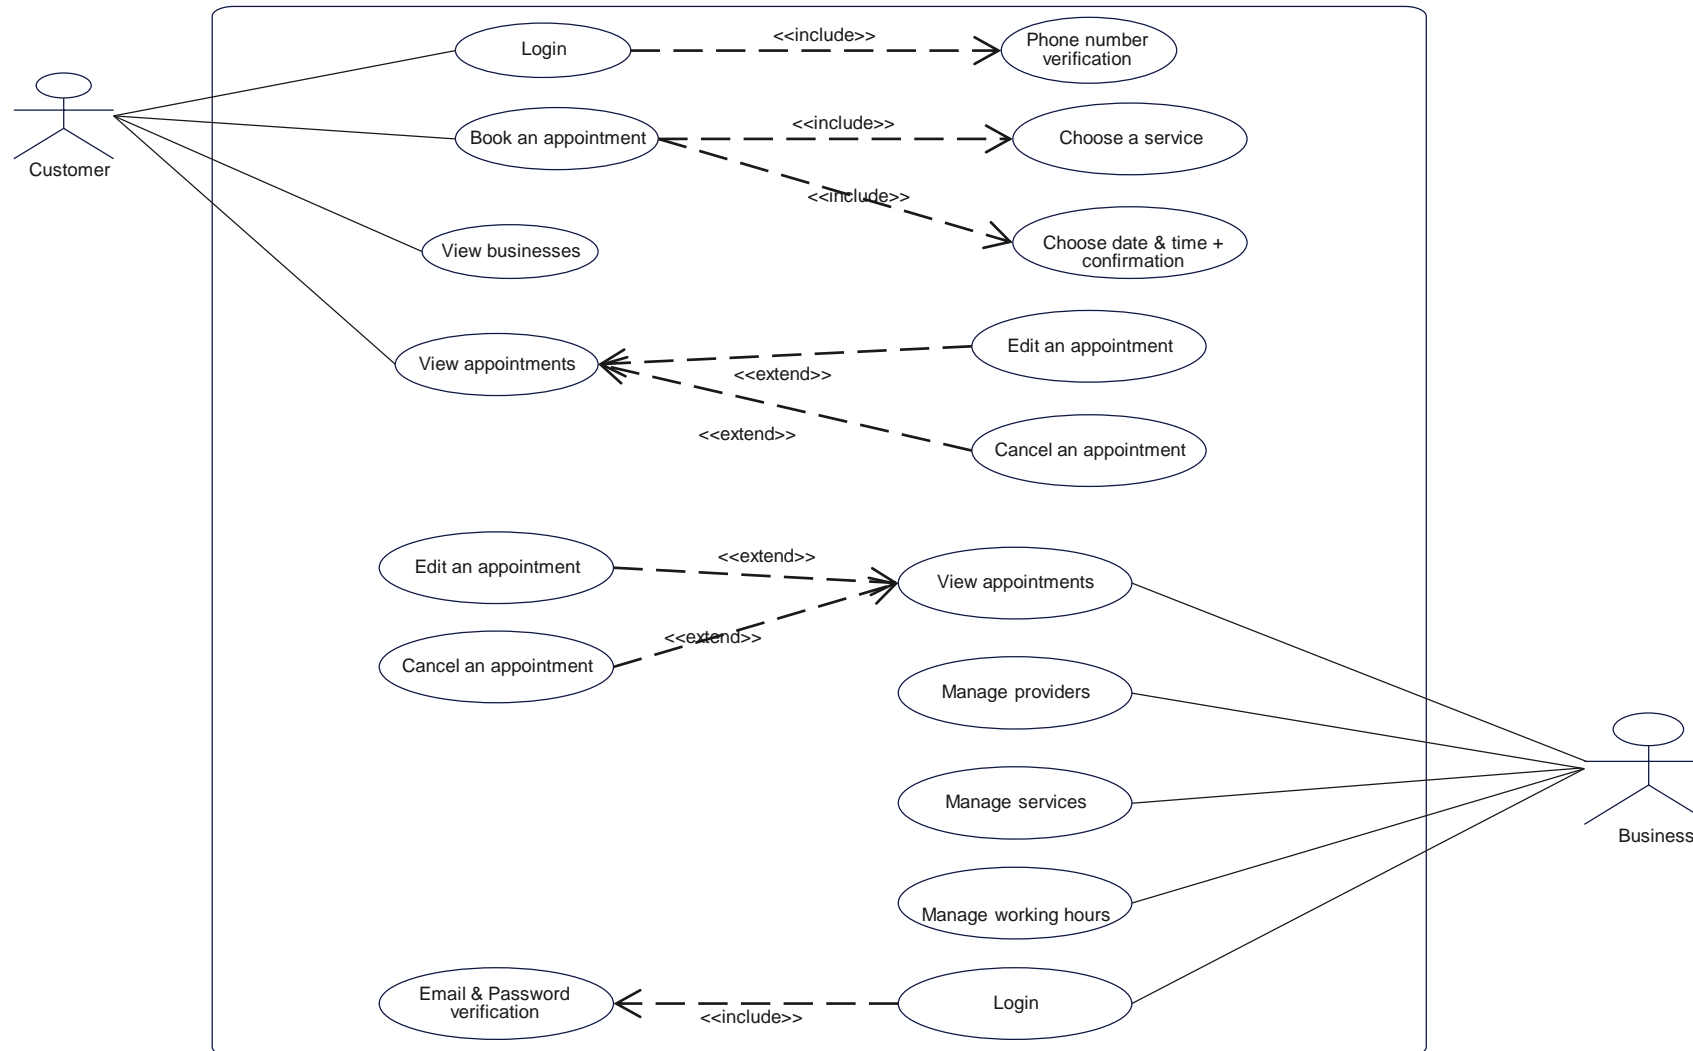 Login
<<include>>
Phone number
verification
Customer
Book an appointment
<<include>>
Choose a service
<<include>>
Choose date & time +
confirmation
View businesses
View appointments
<<extend>>
Edit an appointment
<<extend>>
Cancel an appointment
Edit an appointment
<<extend>>
View appointments
Cancel an appointment
<<extend>>
Manage providers
Manage services
Business
Manage working hours
Email & Password
verification
<<include>>
Login